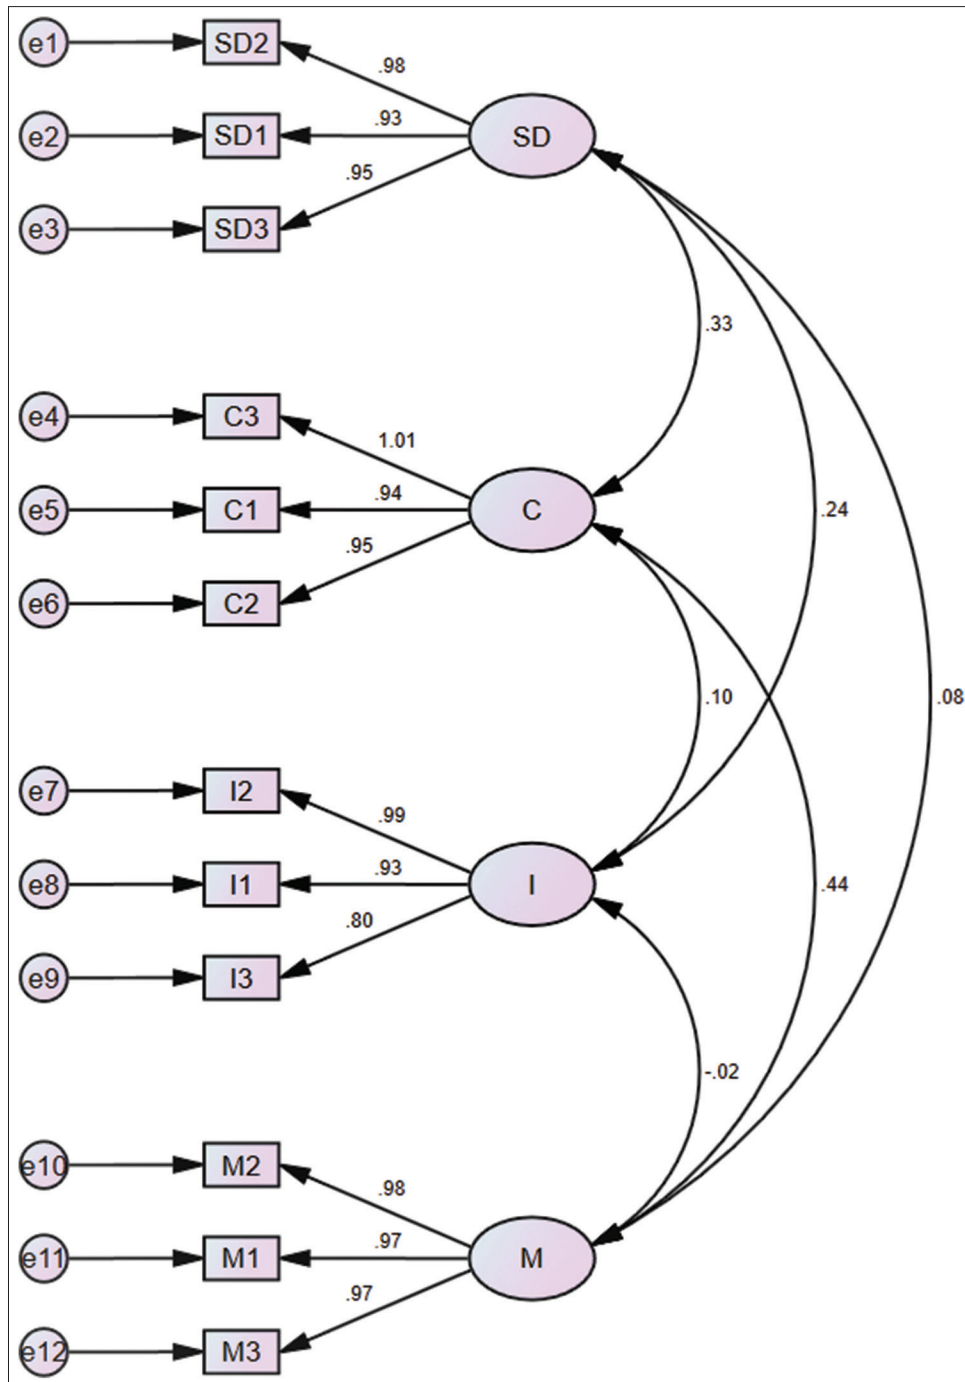 e1 SD2
.98
e2 SD1 .93 SD
.95
e3 SD3
.33
e4 C3
1.01
e5 C1 .94 C .24
.95
e6 C2
.10 .08
e7 I2
.99
e8 I1 .93 I .44
.80
e9 I3
-.02
e10 M2
.98
e11 M1 .97 M
.97
e12 M3